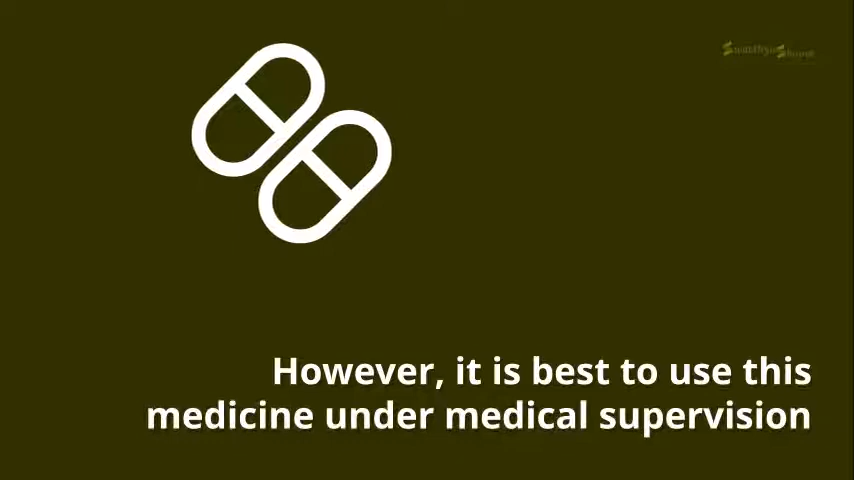 However, it is best to use this
medicine under medical supervision